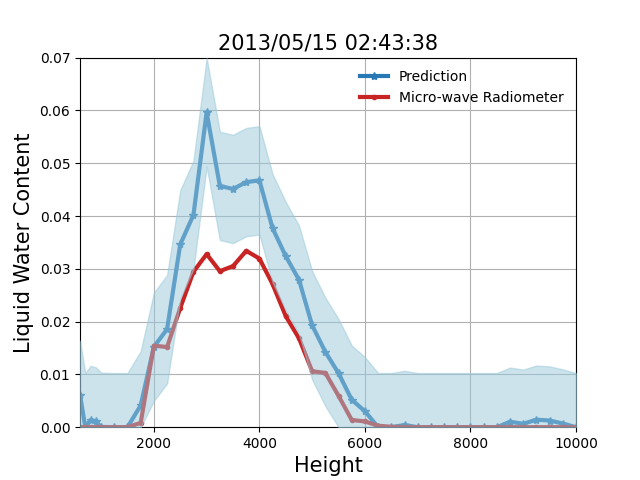 2013/05/15 02:43:38
Prediction
Micro-wave Radiometer
Liquid Water Content
0.07
0.06
0.05
0.04
0.03
0.02
0.01
0.00
2000 4000 6000 8000 10000
Height